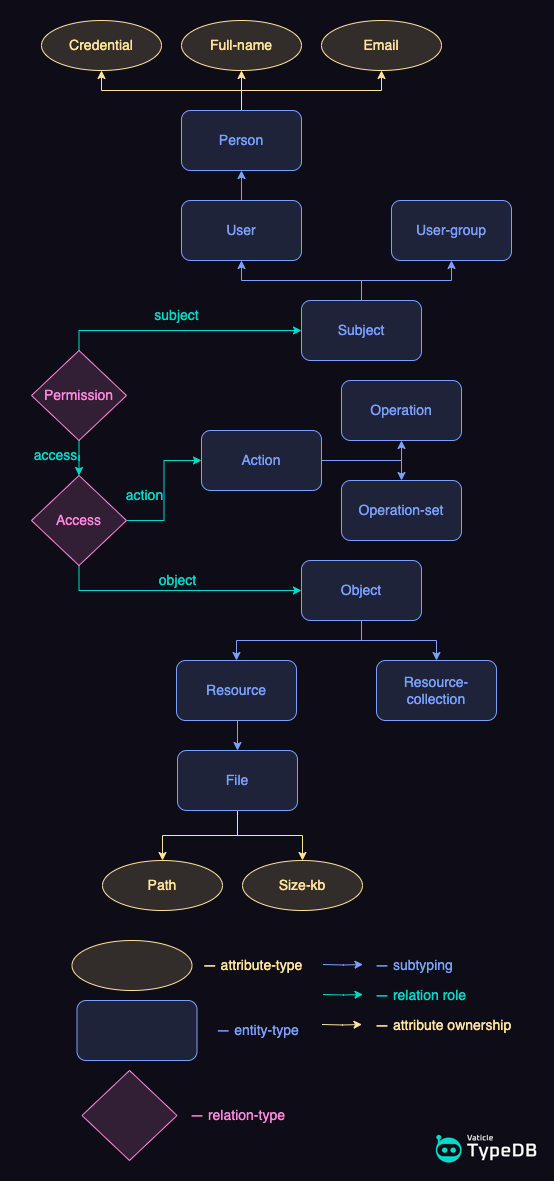 Credential
Full-name
Email
Person
User
User-group
subject
Subject
Permission
Operation
access
Action
action
Operation-set
Access
object
Object
Resource
Resource-
collection
File
Path
Size-kb
— attribute-type
— subtyping
— relation role
— entity-type
— attribute ownership
— relation-type
Vaticle
TypeDB